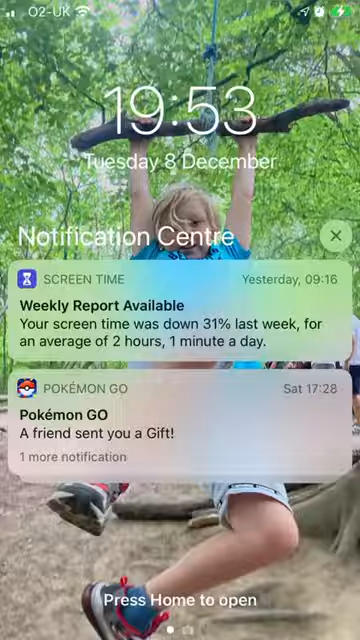 O2-UK
19:53
Tuesday 8 December
Notification Centre
SCREEN TIME Yesterday, 09:16
Weekly Report Available
Your screen time was down 31% last week, for
an average of 2 hours, 1 minute a day.
POKÉMON GO Sat 17:28
Pokémon GO
A friend sent you a Gift!
1 more notification
Press Home to open